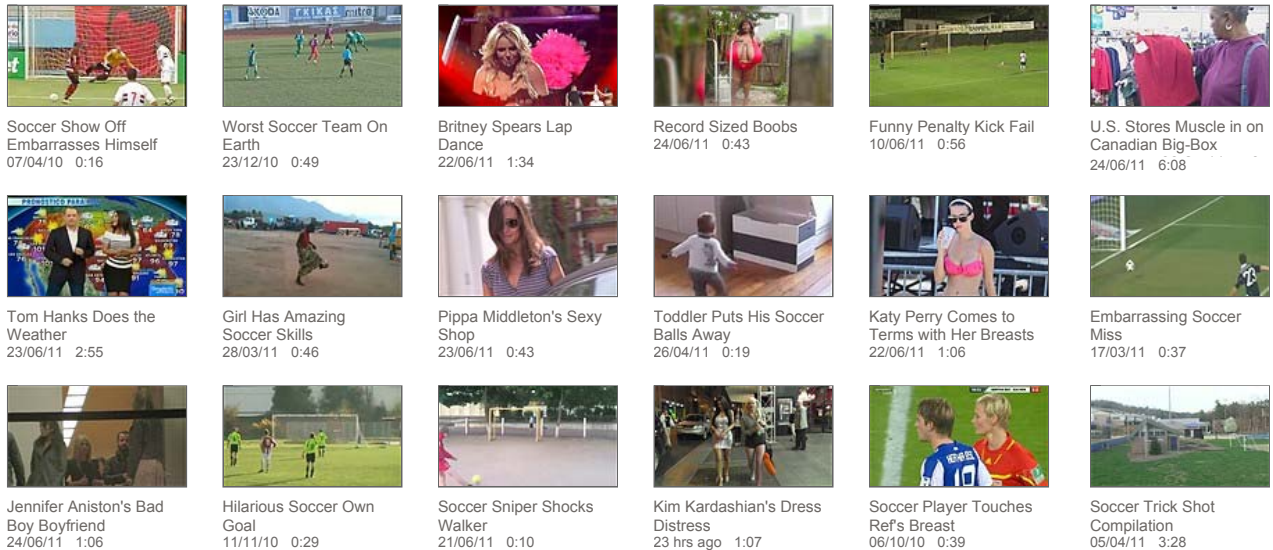 ŠKODA
ΓΚΙΚΑΣ
mitro
Soccer Show Off
Embarrasses Himself
07/04/10 0:16
Worst Soccer Team On
Earth
23/12/10 0:49
Britney Spears Lap
Dance
22/06/11 1:34
Record Sized Boobs
24/06/11 0:43
Funny Penalty Kick Fail
10/06/11 0:56
U.S. Stores Muscle in on
Canadian Big-Box
24/06/11 6:08
PRONÓSTICO PARA
Tom Hanks Does the
Weather
23/06/11 2:55
Girl Has Amazing
Soccer Skills
28/03/11 0:46
Pippa Middleton's Sexy
Shop
23/06/11 0:43
Toddler Puts His Soccer
Balls Away
26/04/11 0:19
Katy Perry Comes to
Terms with Her Breasts
22/06/11 1:06
23
Embarrassing Soccer
Miss
17/03/11 0:37
Jennifer Aniston's Bad
Boy Boyfriend
24/06/11 1:06
Hilarious Soccer Own
Goal
11/11/10 0:29
Soccer Sniper Shocks
Walker
21/06/11 0:10
Kim Kardashian's Dress
Distress
23 hrs ago 1:07
Soccer Player Touches
Ref's Breast
06/10/10 0:39
Soccer Trick Shot
Compilation
05/04/11 3:28